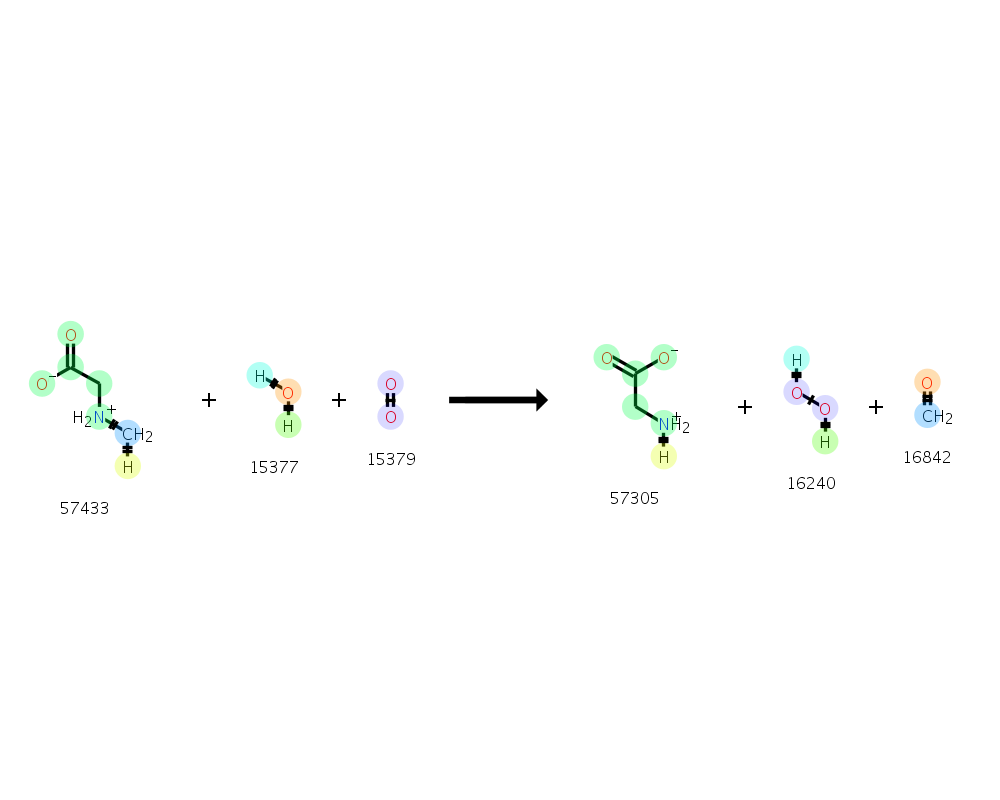 O
O⁻
H₂N⁺
CH₂
H
57433
+
H
O
H
15377
+
O
O
15379
O
O⁻
NH₂⁺
H
57305
+
H
O
O
H
16240
+
O
CH₂
16842